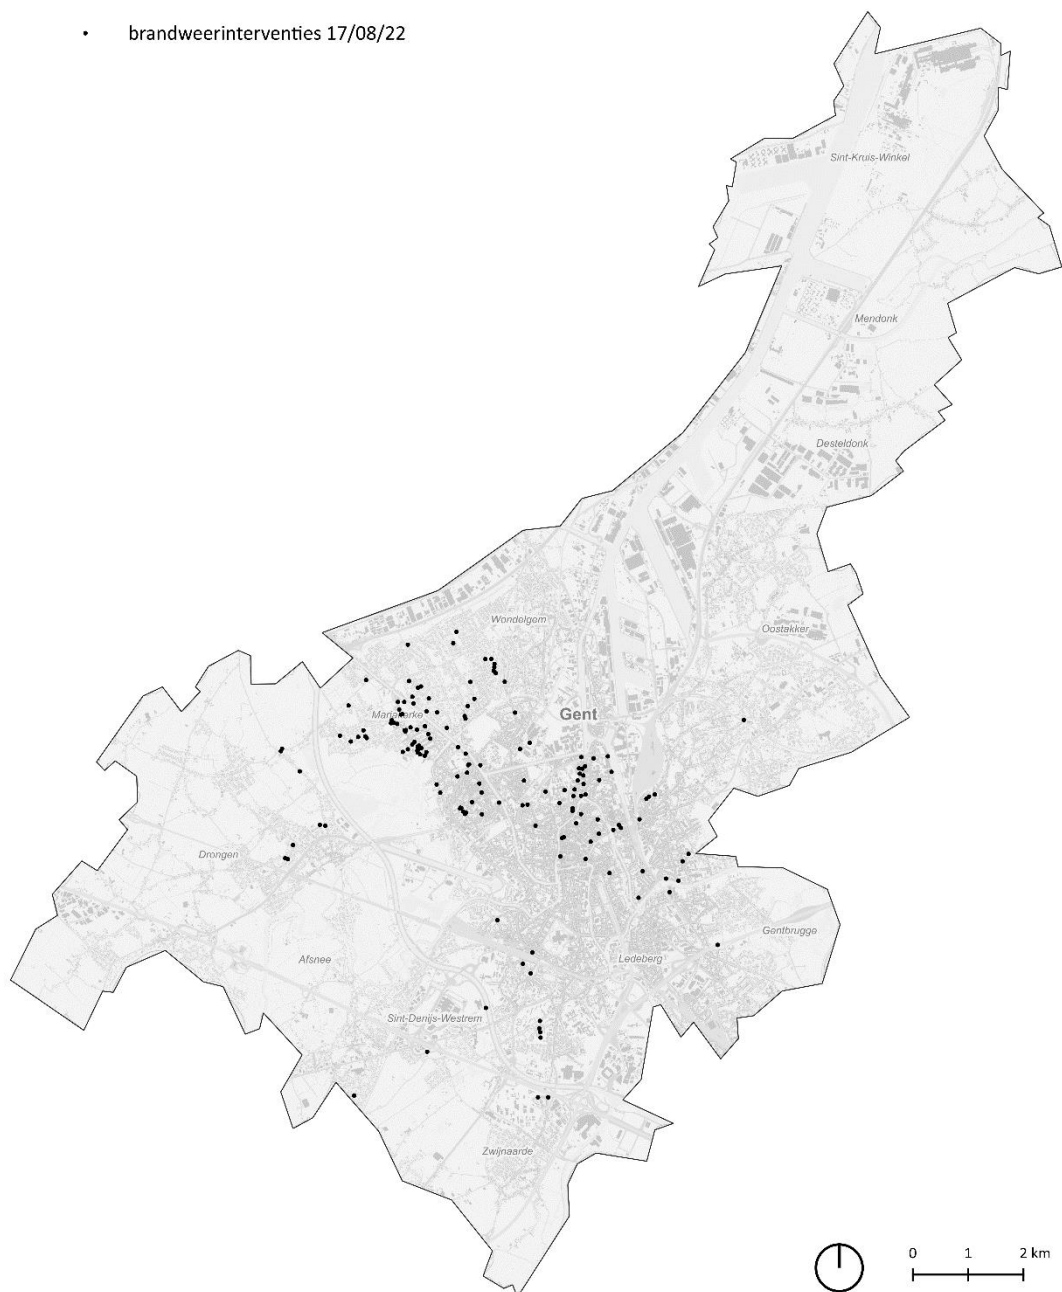 brandweerinterventies 17/08/22
Sint-Kruis-Winkel
Mendonk
Desteldonk
Wondelgem
Oostakker
Mariakerke
Gent
Drongen
Gentbrugge
Afsnee
Ledeberg
Sint-Denijs-Westrem
Zwijnaarde
0 1 2 km